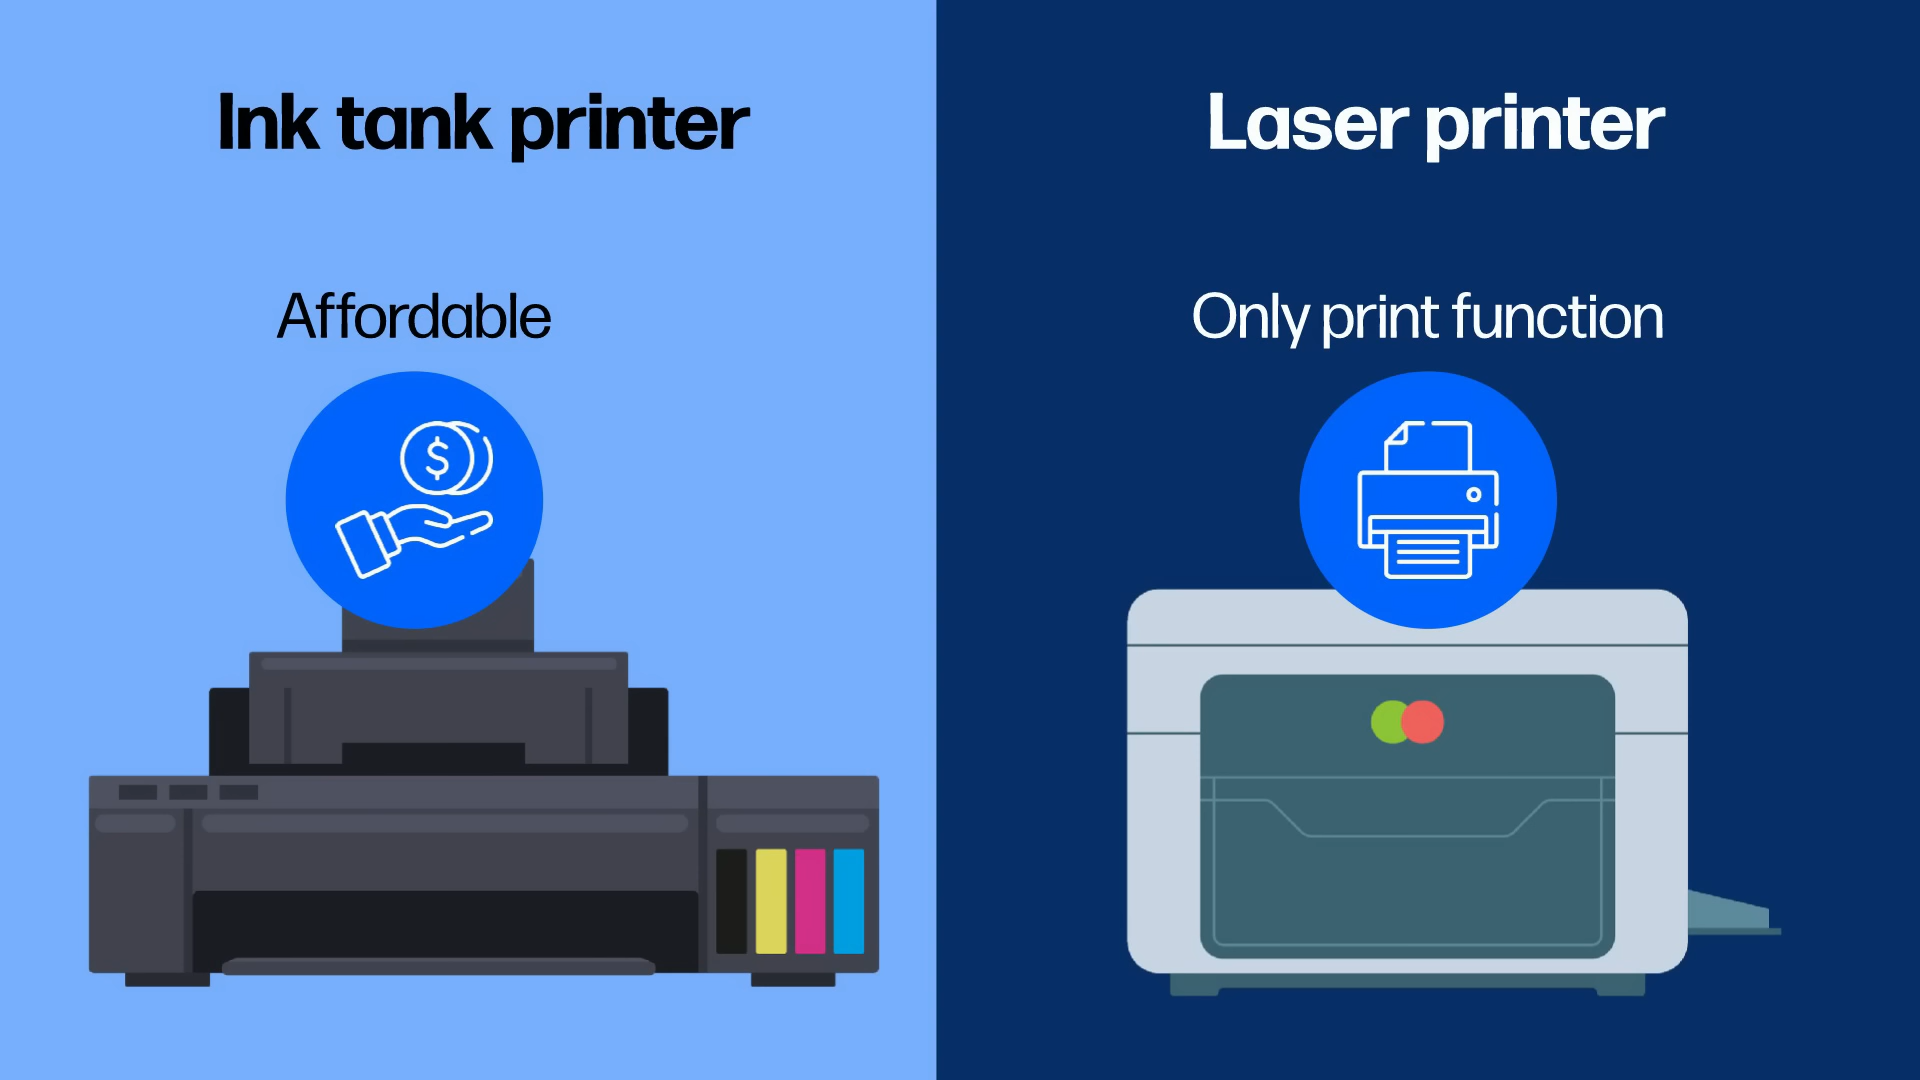 Ink tank printer
Affordable
$
Laser printer
Only print function